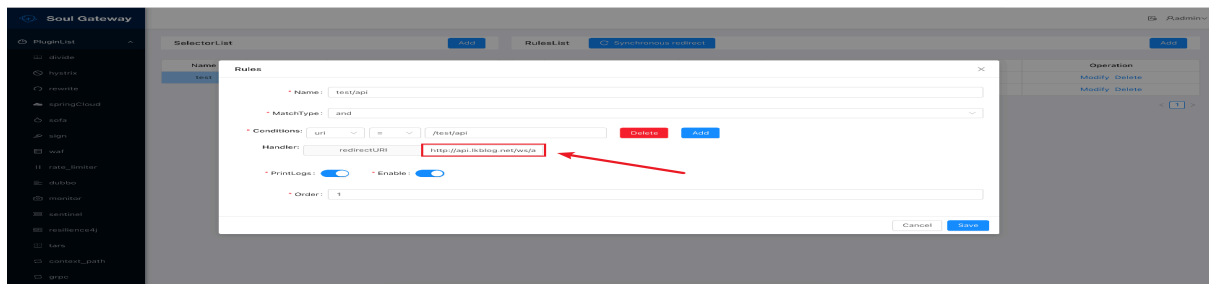 Soul Gateway
admin
PluginList
SelectorList
Add
RulesList
Synchronous redirect
Add
divide
Name
Operation
hystrix
test
Modify Delete
rewrite
Modify Delete
springCloud
1
sofa
sign
waf
rate_limiter
dubbo
monitor
sentinel
resilience4j
tars
context_path
grpc
Rules
* Name: test/api
* MatchType: and
* Conditions: uri = /test/api Delete Add
Handler: redirectURI http://api.lkblog.net/ws/a
* PrintLogs: * Enable:
* Order: 1
Cancel Save